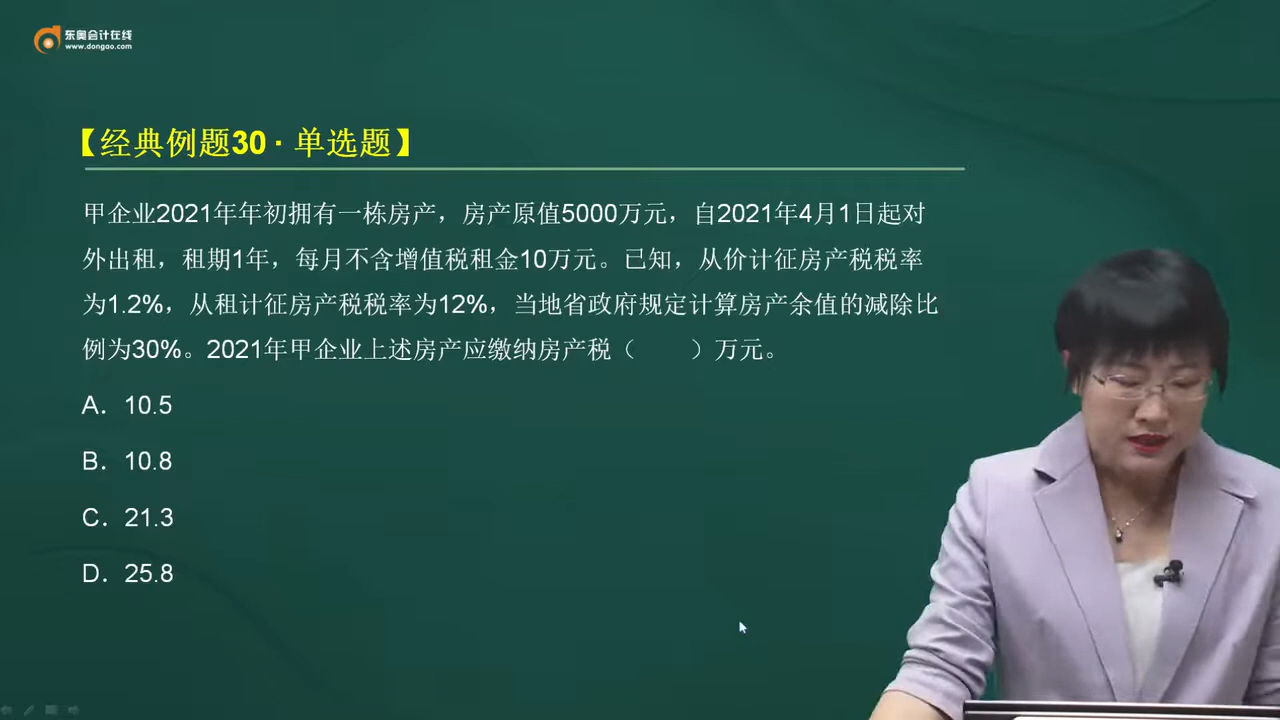 东奥会计在线
www.dongao.com
【经典例题30 · 单选题】
甲企业2021年年初拥有一栋房产，房产原值5000万元，自2021年4月1日起对
外出租，租期1年，每月不含增值税租金10万元。已知，从价计征房产税税率
为1.2%，从租计征房产税税率为12%，当地省政府规定计算房产余值的减除比
例为30%。2021年甲企业上述房产应缴纳房产税（　　）万元。
A．10.5
B．10.8
C．21.3
D．25.8